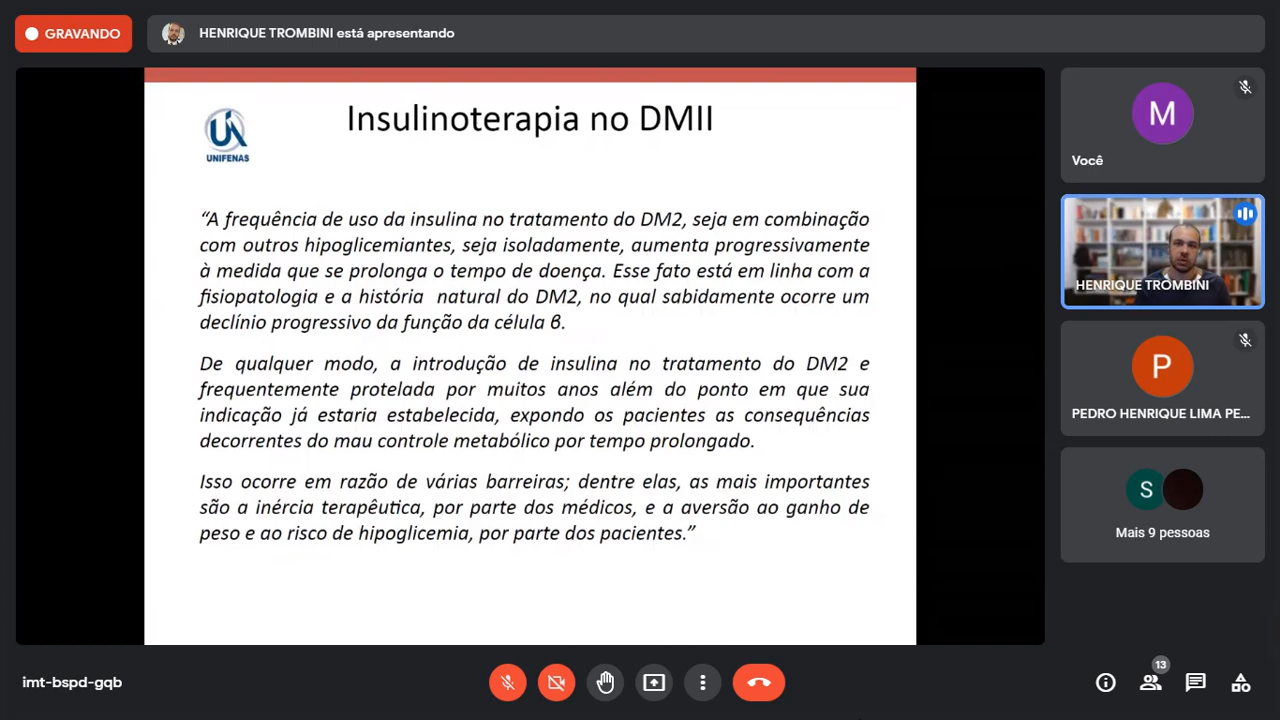 GRAVANDO
HENRIQUE TROMBINI está apresentando
UNIFENAS
Insulinoterapia no DMII
“A frequência de uso da insulina no tratamento do DM2, seja em combinação
com outros hipoglicemiantes, seja isoladamente, aumenta progressivamente
à medida que se prolonga o tempo de doença. Esse fato está em linha com a
fisiopatologia e a história natural do DM2, no qual sabidamente ocorre um
declínio progressivo da função da célula β.
De qualquer modo, a introdução de insulina no tratamento do DM2 e
frequentemente protelada por muitos anos além do ponto em que sua
indicação já estaria estabelecida, expondo os pacientes as consequências
decorrentes do mau controle metabólico por tempo prolongado.
Isso ocorre em razão de várias barreiras; dentre elas, as mais importantes
são a inércia terapêutica, por parte dos médicos, e a aversão ao ganho de
peso e ao risco de hipoglicemia, por parte dos pacientes.”
M
Você
HENRIQUE TROMBINI
P
PEDRO HENRIQUE LIMA PE...
S
Mais 9 pessoas
imt-bspd-gqb
13